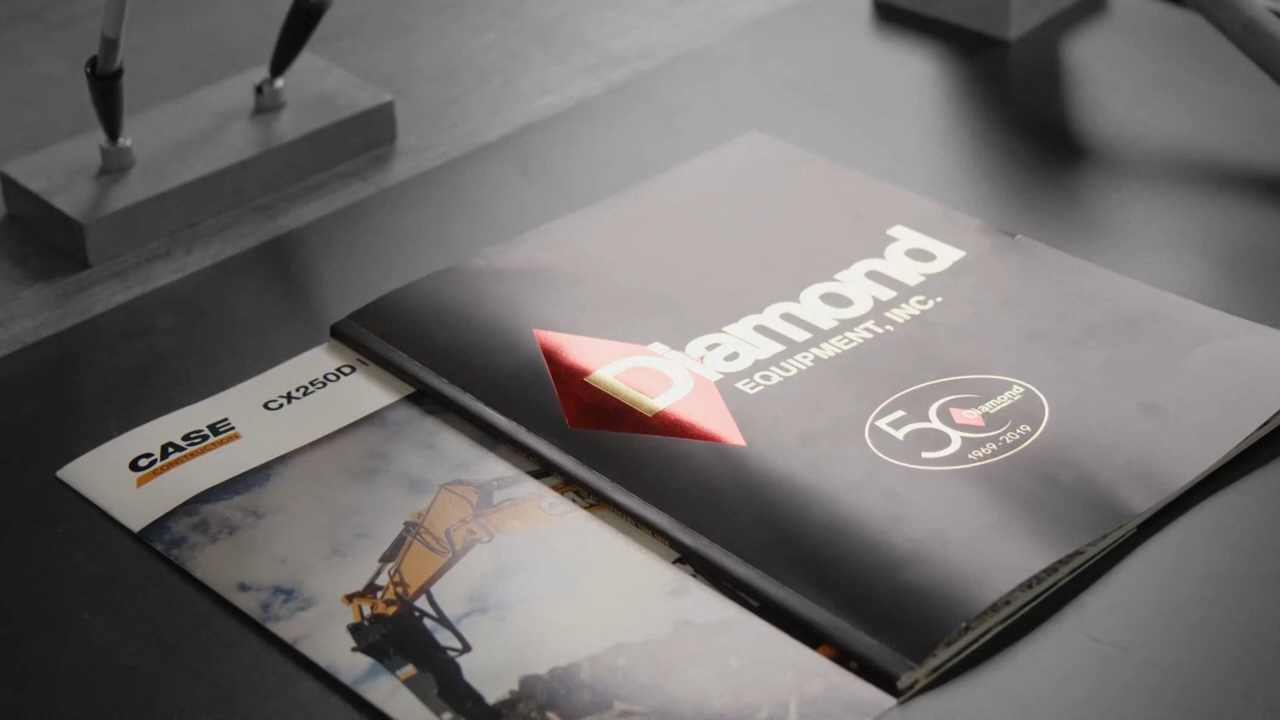 Diamond
EQUIPMENT, INC.
50
Diamond
1969-2019
CASE
CONSTRUCTION
CX250D